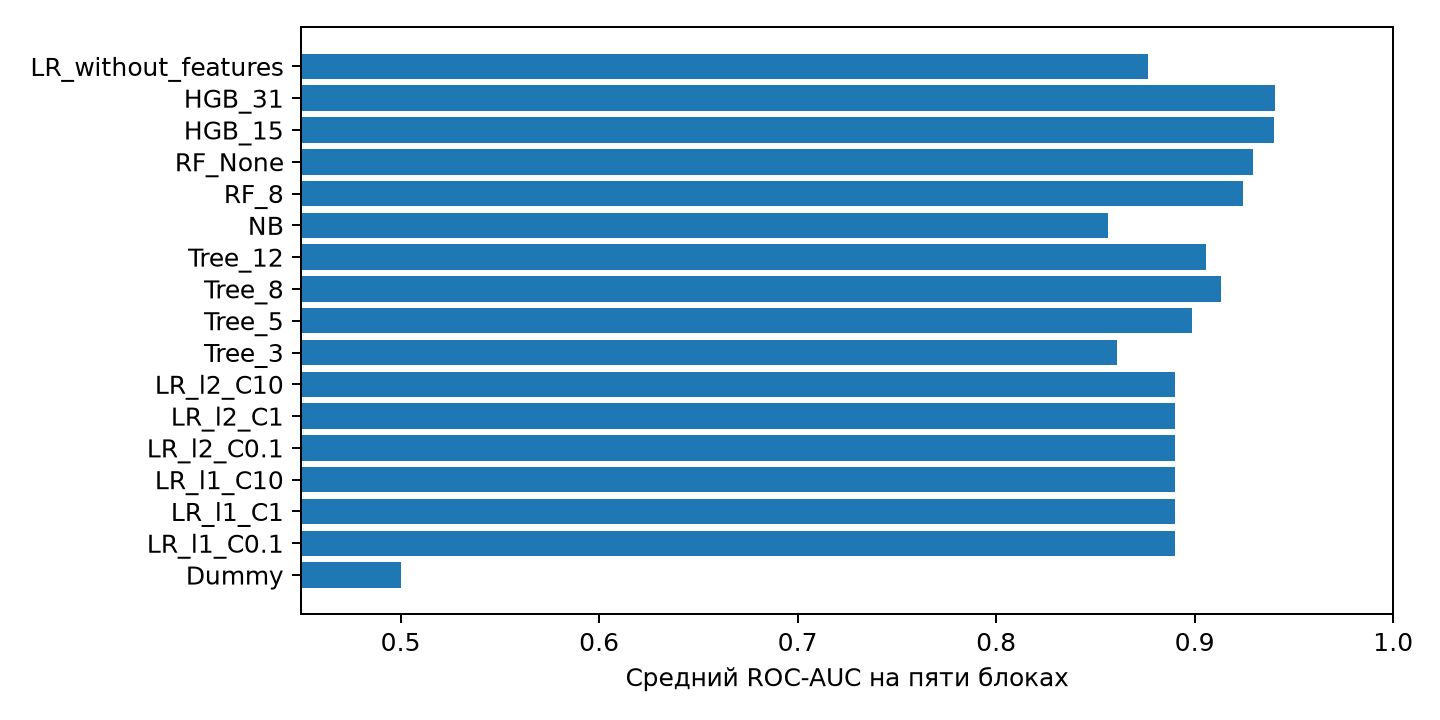 LR_without_features
HGB_31
HGB_15
RF_None
RF_8
NB
Tree_12
Tree_8
Tree_5
Tree_3
LR_l2_C10
LR_l2_C1
LR_l2_C0.1
LR_l1_C10
LR_l1_C1
LR_l1_C0.1
Dummy
0.5 0.6 0.7 0.8 0.9 1.0
Средний ROC-AUC на пяти блоках